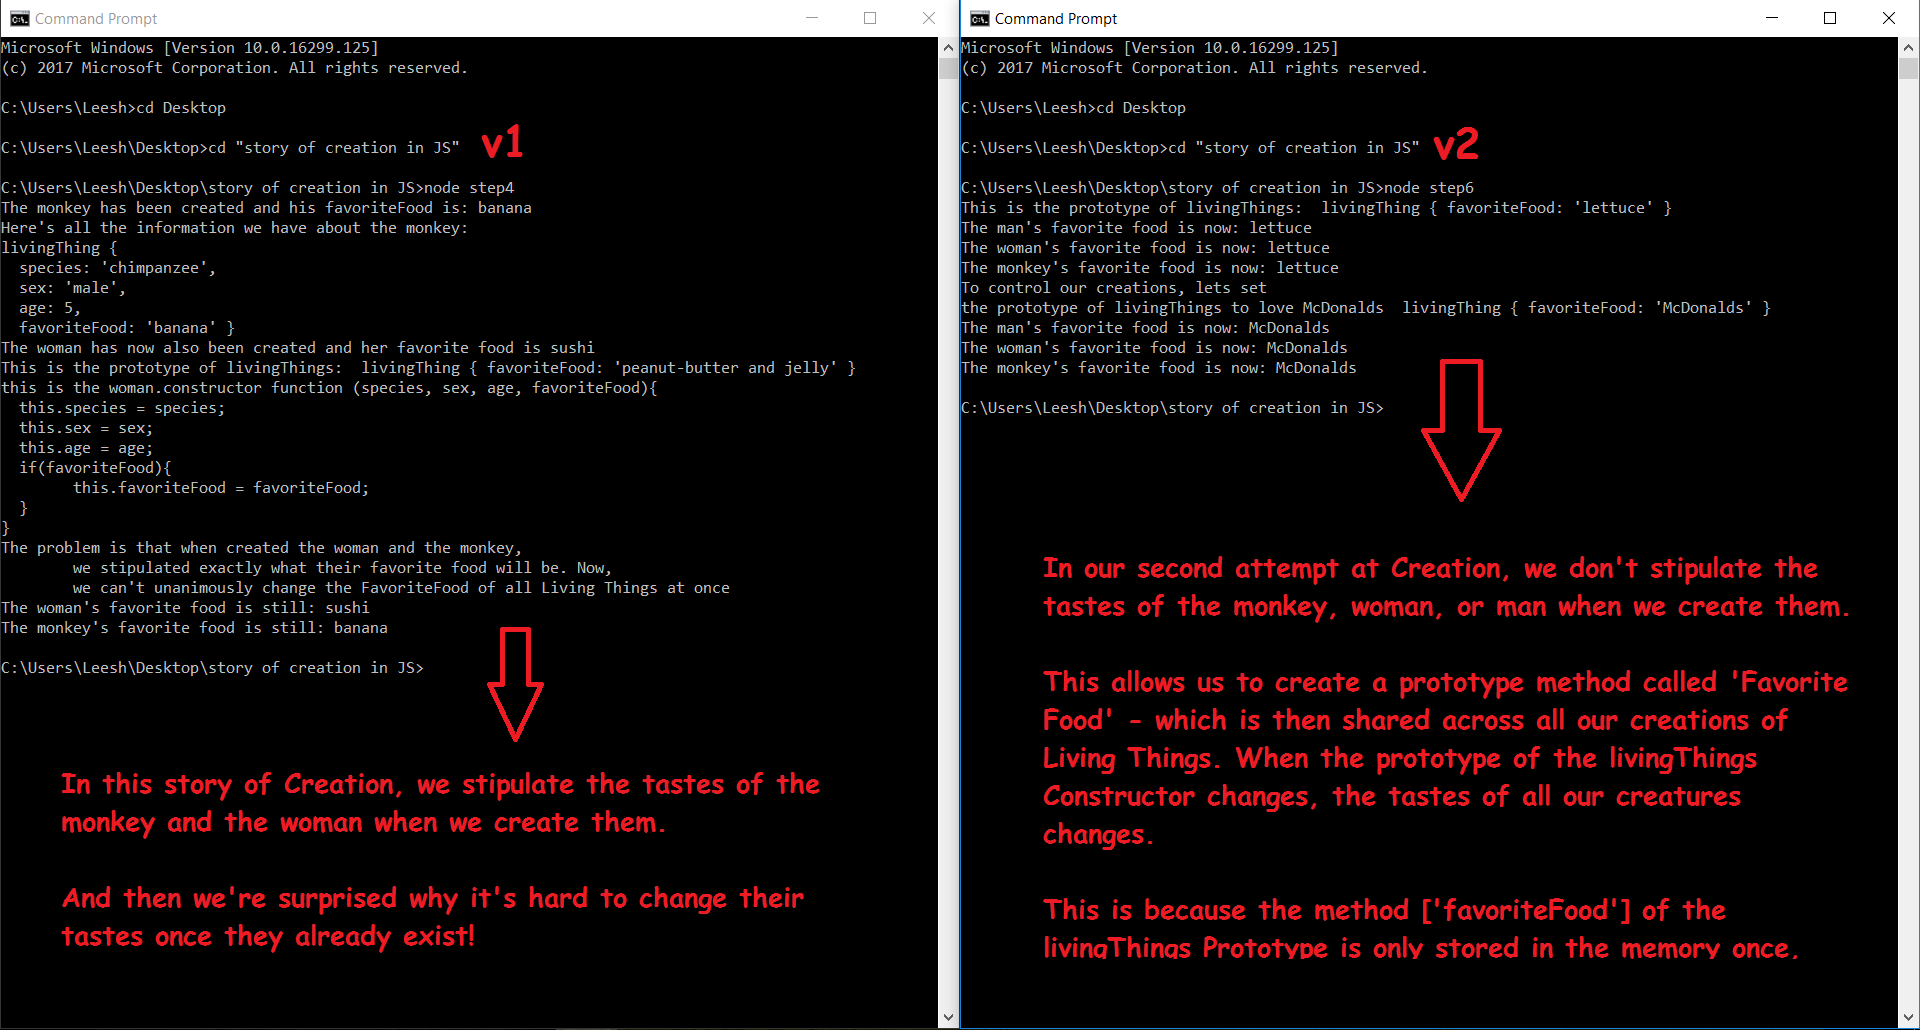 Command Prompt
Microsoft Windows [Version 10.0.16299.125]
(c) 2017 Microsoft Corporation. All rights reserved.
C:\Users\Leesh>cd Desktop
C:\Users\Leesh\Desktop>cd "story of creation in JS" v1
C:\Users\Leesh\Desktop\story of creation in JS>node step4
The monkey has been created and his favoriteFood is: banana
Here's all the information we have about the monkey:
livingThing {
  species: 'chimpanzee',
  sex: 'male',
  age: 5,
  favoriteFood: 'banana' }
The woman has now also been created and her favorite food is sushi
This is the prototype of livingThings:  livingThing { favoriteFood: 'peanut-butter and jelly' }
this is the woman.constructor function (species, sex, age, favoriteFood){
  this.species = species;
  this.sex = sex;
  this.age = age;
  if(favoriteFood){
        this.favoriteFood = favoriteFood;
  }
}
The problem is that when created the woman and the monkey,
        we stipulated exactly what their favorite food will be. Now,
        we can't unanimously change the FavoriteFood of all Living Things at once
The woman's favorite food is still: sushi
The monkey's favorite food is still: banana
C:\Users\Leesh\Desktop\story of creation in JS>
In this story of Creation, we stipulate the tastes of the
monkey and the woman when we create them.
And then we're surprised why it's hard to change their
tastes once they already exist!
Command Prompt
Microsoft Windows [Version 10.0.16299.125]
(c) 2017 Microsoft Corporation. All rights reserved.
C:\Users\Leesh>cd Desktop
C:\Users\Leesh\Desktop>cd "story of creation in JS" v2
C:\Users\Leesh\Desktop\story of creation in JS>node step6
This is the prototype of livingThings:  livingThing { favoriteFood: 'lettuce' }
The man's favorite food is now: lettuce
The woman's favorite food is now: lettuce
The monkey's favorite food is now: lettuce
To control our creations, lets set
the prototype of livingThings to love McDonalds  livingThing { favoriteFood: 'McDonalds' }
The man's favorite food is now: McDonalds
The woman's favorite food is now: McDonalds
The monkey's favorite food is now: McDonalds
C:\Users\Leesh\Desktop\story of creation in JS>
In our second attempt at Creation, we don't stipulate the
tastes of the monkey, woman, or man when we create them.
This allows us to create a prototype method called 'Favorite
Food' - which is then shared across all our creations of
Living Things. When the prototype of the livingThings
Constructor changes, the tastes of all our creatures
changes.
This is because the method ['favoriteFood'] of the
livingThings Prototype is only stored in the memory once.